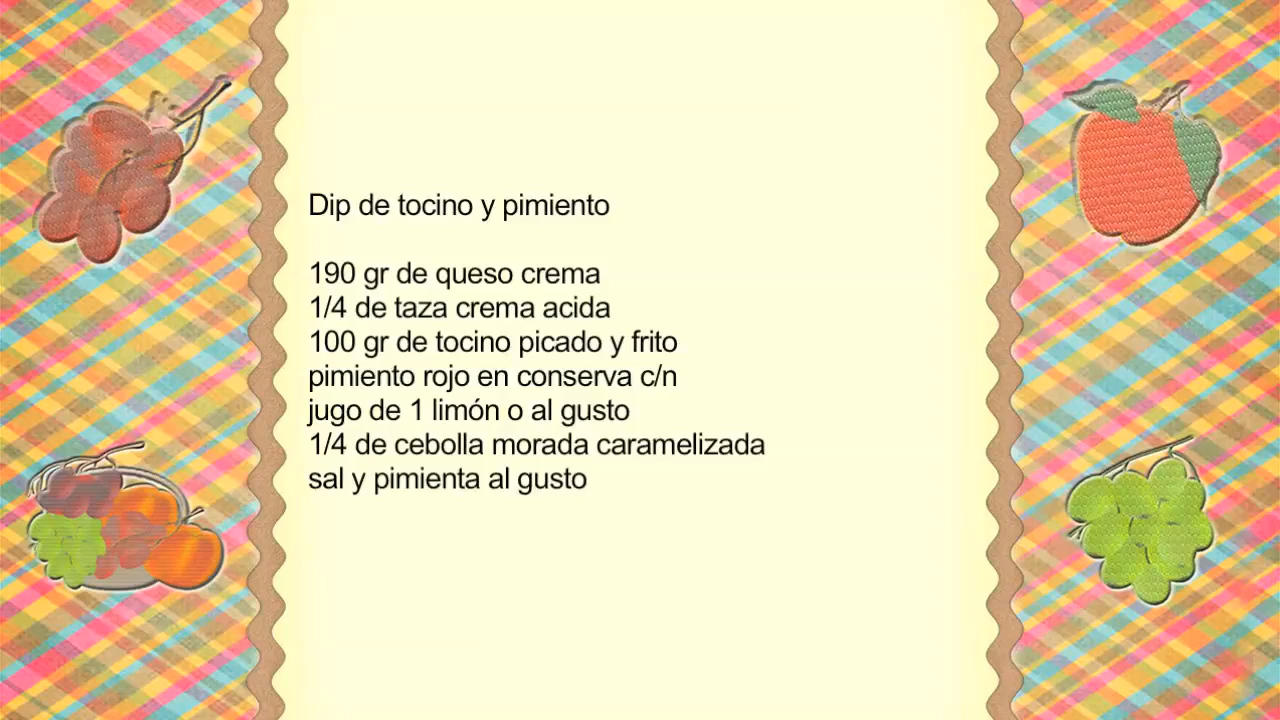 Dip de tocino y pimiento
190 gr de queso crema
1/4 de taza crema acida
100 gr de tocino picado y frito
pimiento rojo en conserva c/n
jugo de 1 limón o al gusto
1/4 de cebolla morada caramelizada
sal y pimienta al gusto